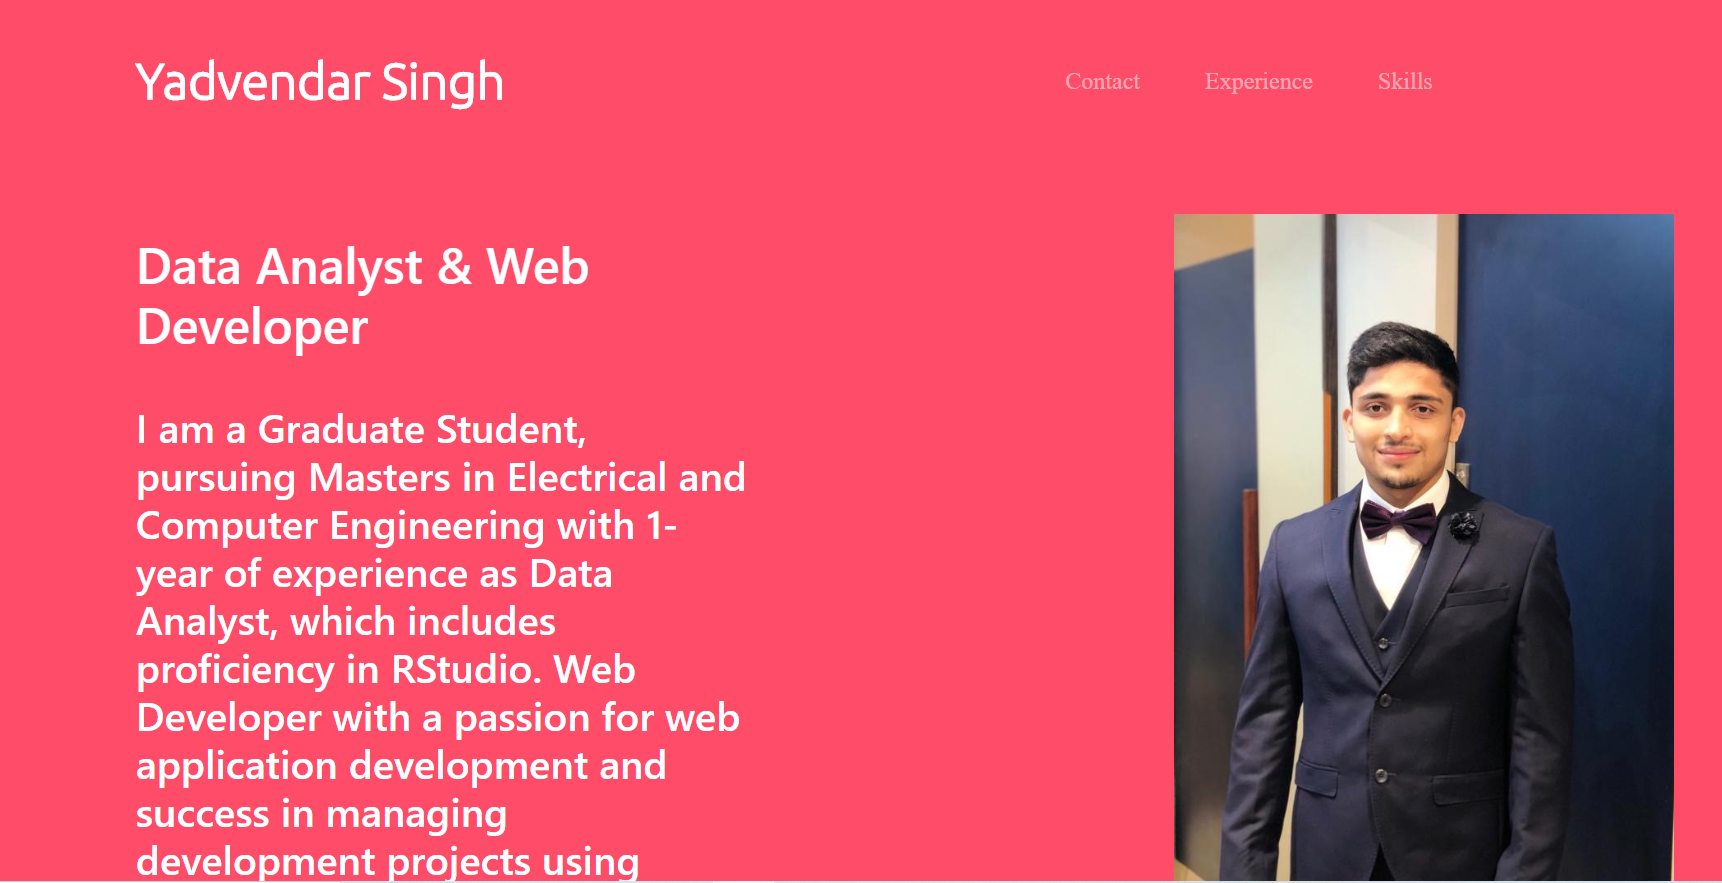 Yadvendar Singh
Contact Experience Skills
Data Analyst & Web
Developer
I am a Graduate Student,
pursuing Masters in Electrical and
Computer Engineering with 1-
year of experience as Data
Analyst, which includes
proficiency in RStudio. Web
Developer with a passion for web
application development and
success in managing
development projects using